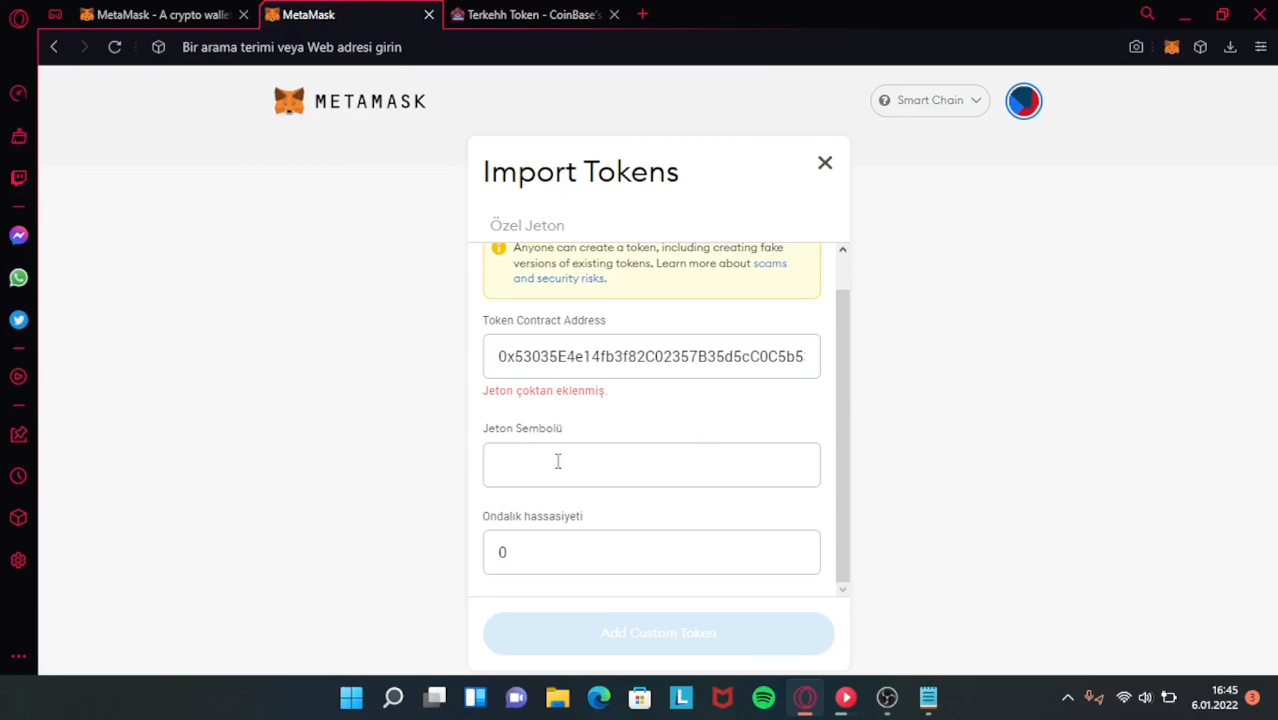 MetaMask - A crypto wallet
MetaMask
Terkehh Token - CoinBase's
Bir arama terimi veya Web adresi girin
METAMASK
Smart Chain
Import Tokens
Özel Jeton
Anyone can create a token, including creating fake
versions of existing tokens. Learn more about scams
and security risks.
Token Contract Address
0x53035E4e14fb3f82C02357B35d5cC0C5b5
Jeton çoktan eklenmiş.
Jeton Sembolü
Ondalık hassasiyeti
0
Add Custom Token
16:45
6.01.2022
3